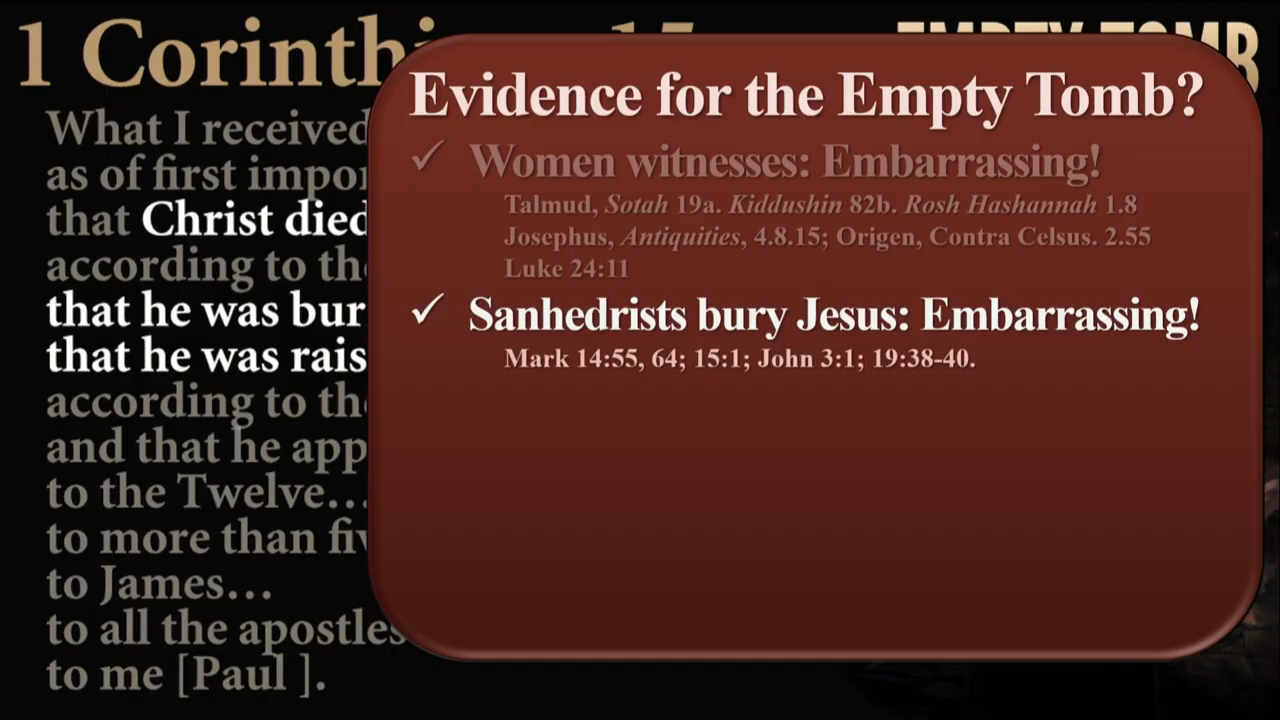 1 Corinthi
EMPTY TOMB
What I received
as of first impor
that Christ died
according to the
that he was bur
that he was rais
according to the
and that he app
to the Twelve…
to more than fiv
to James…
to all the apostles
to me [Paul ].
Evidence for the Empty Tomb?
✓ Women witnesses: Embarrassing!
Talmud, Sotah 19a. Kiddushin 82b. Rosh Hashannah 1.8
Josephus, Antiquities, 4.8.15; Origen, Contra Celsus. 2.55
Luke 24:11
✓ Sanhedrists bury Jesus: Embarrassing!
Mark 14:55, 64; 15:1; John 3:1; 19:38-40.